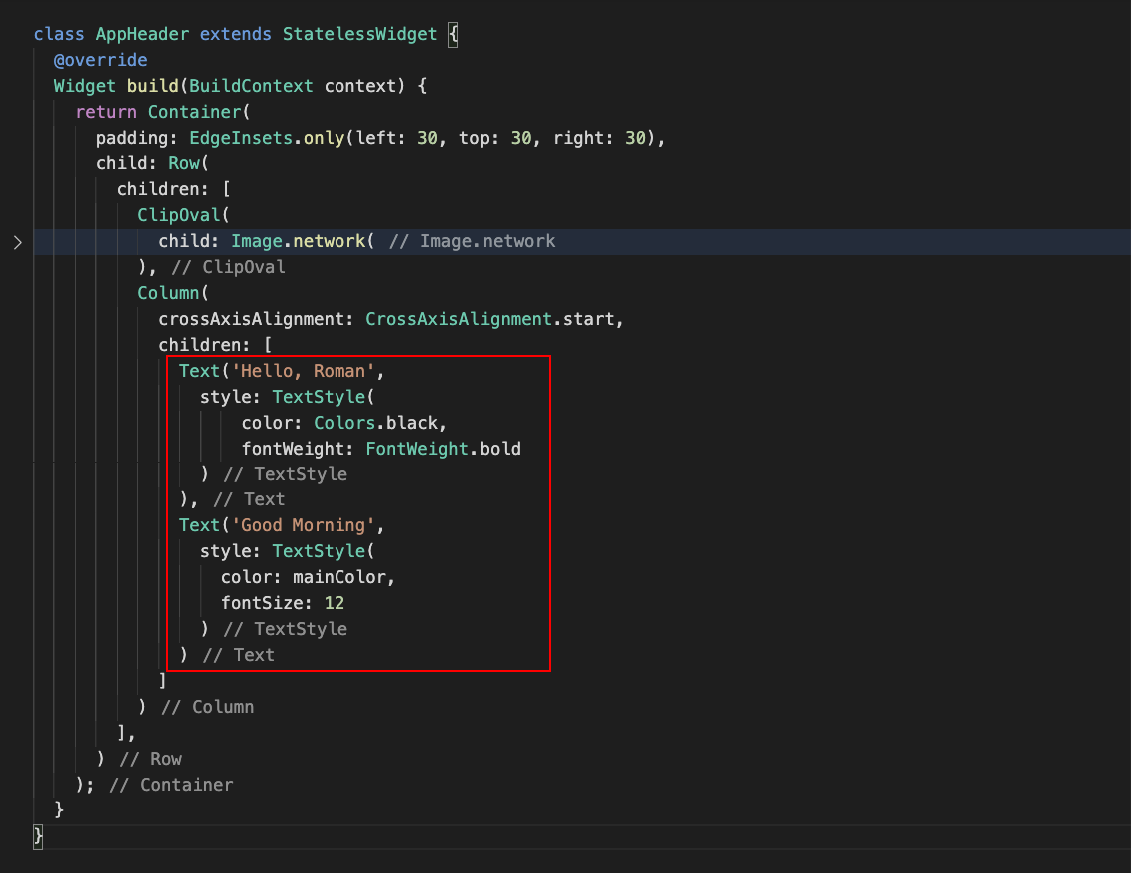 class AppHeader extends StatelessWidget {
  @override
  Widget build(BuildContext context) {
    return Container(
      padding: EdgeInsets.only(left: 30, top: 30, right: 30),
      child: Row(
        children: [
          ClipOval(
            child: Image.network( // Image.network
          ), // ClipOval
          Column(
            crossAxisAlignment: CrossAxisAlignment.start,
            children: [
              Text('Hello, Roman',
                style: TextStyle(
                    color: Colors.black,
                    fontWeight: FontWeight.bold
                ) // TextStyle
              ), // Text
              Text('Good Morning',
                style: TextStyle(
                  color: mainColor,
                  fontSize: 12
                ) // TextStyle
              ) // Text
            ]
          ) // Column
        ],
      ) // Row
    ); // Container
  }
}